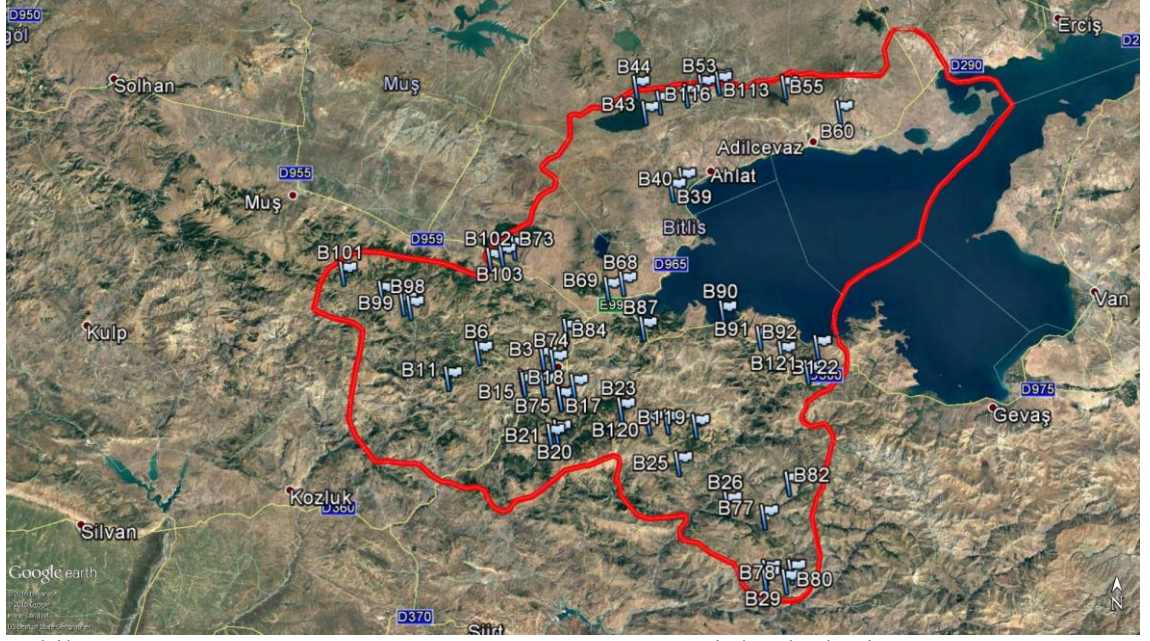 D950
Erciş
göl
D290
Solhan
Muş
B44
B53
B43
B116
B113
B55
B60
Adilcevaz
D955
B40
Ahlat
Muş
B39
Bitlis
D959
B102
B73
B101
B103
D965
B68
B69
B98
B99
B90
Van
B87
Kulp
B6
B84
B91
B92
B3
B74
B121
B122
B11
B18
B15
B23
D975
B75
B17
Gevaş
B119
B21
B120
B20
B25
B82
B26
Kozluk
B77
D360
Silvan
Google earth
B78
B80
B29
N
D370
Siirt